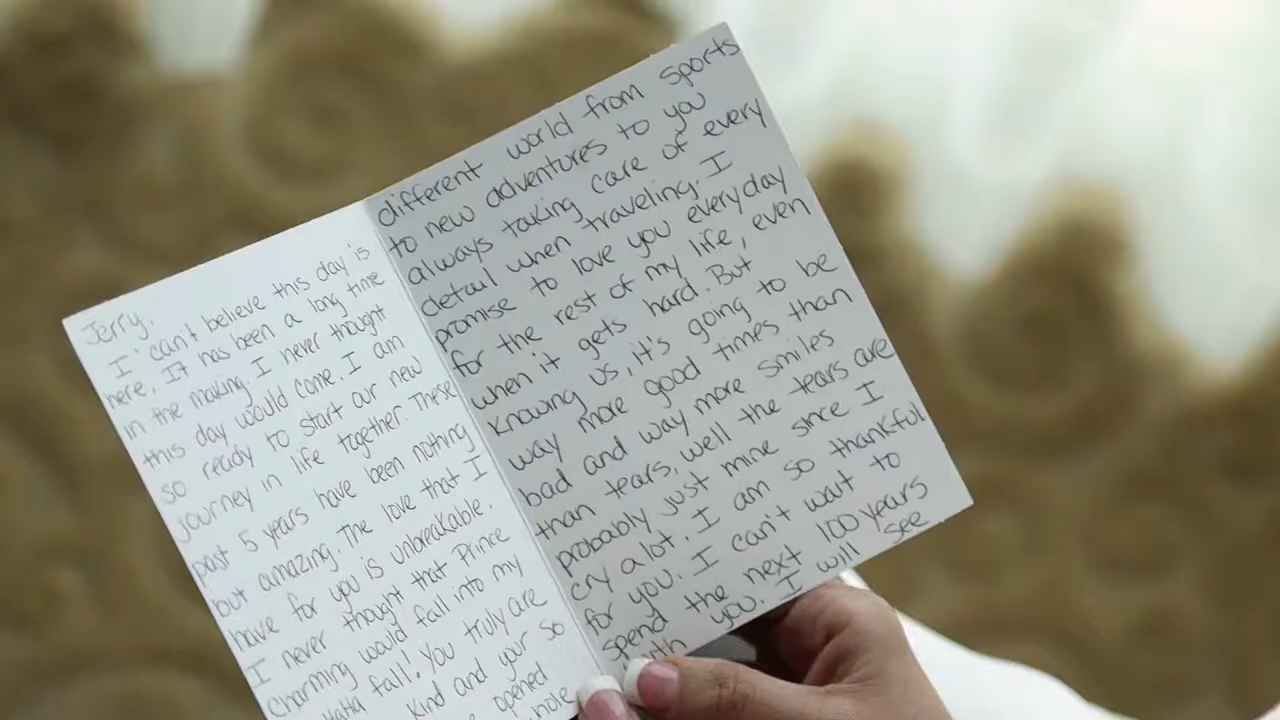 Jerry,
I can't believe this day is
here. It has been a long time
in the making. I never thought
this day would come. I am
so ready to start our new
journey in life together. These
past 5 years have been nothing
but amazing. The love that I
have for you is unbreakable.
I never thought that Prince
Charming would fall into my
fall! You truly are
kind and your so
opened
hole
different world from sports
to new adventures to you
always taking care of every
detail when traveling. I
promise to love you everyday
for the rest of my life, even
when it gets hard. But
knowing us, it's going to be
way more good times than
bad and way more smiles
than tears, well the tears are
probably just mine since I
cry a lot. I am so thankful
for you. I can't wait to
spend the next 100 years
you. I will see